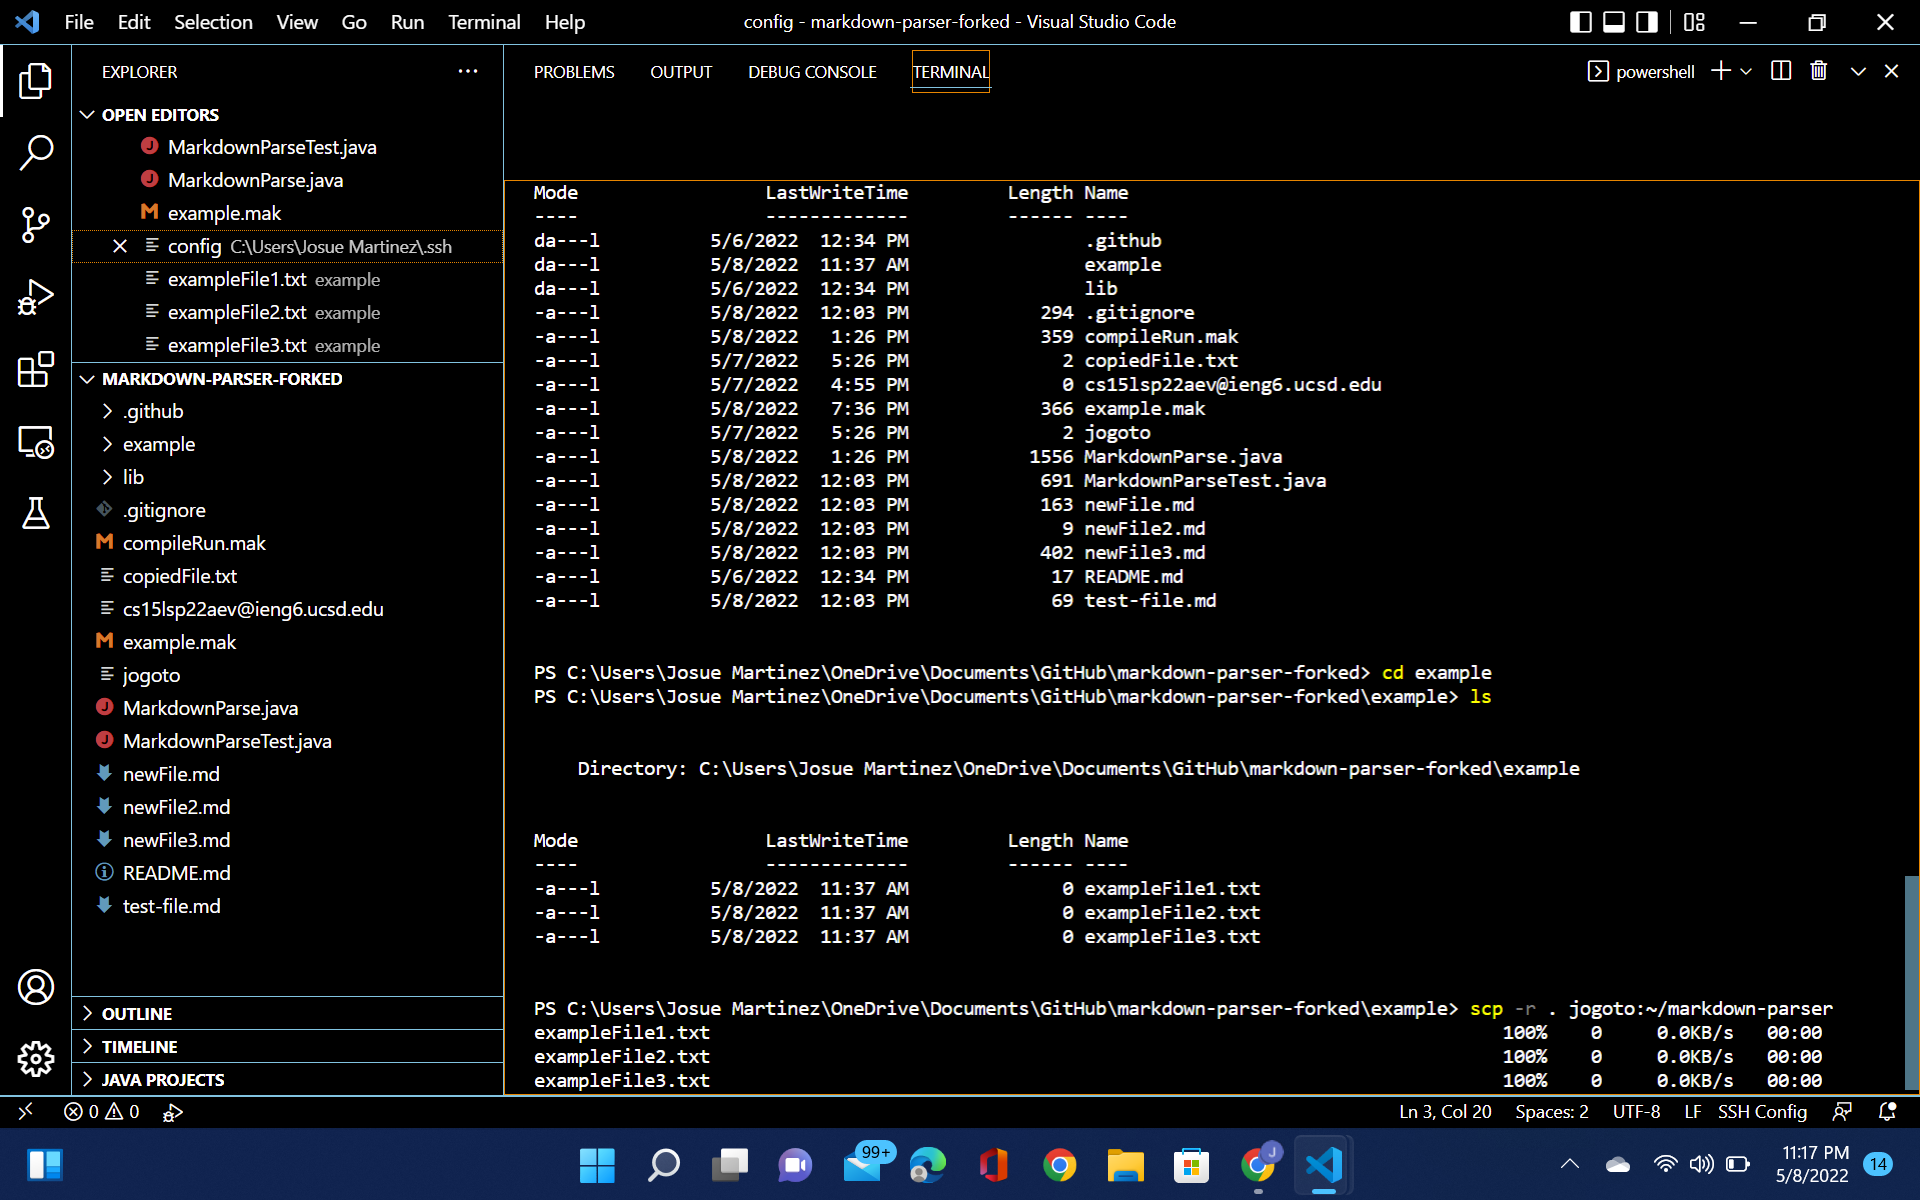 File Edit Selection View Go Run Terminal Help
config - markdown-parser-forked - Visual Studio Code
EXPLORER
OPEN EDITORS
MarkdownParseTest.java
MarkdownParse.java
example.mak
config C:\Users\Josue Martinez\.ssh
exampleFile1.txt example
exampleFile2.txt example
exampleFile3.txt example
MARKDOWN-PARSER-FORKED
.github
example
lib
.gitignore
compileRun.mak
copiedFile.txt
cs15lsp22aev@ieng6.ucsd.edu
example.mak
jogoto
MarkdownParse.java
MarkdownParseTest.java
newFile.md
newFile2.md
newFile3.md
README.md
test-file.md
OUTLINE
TIMELINE
JAVA PROJECTS
PROBLEMS OUTPUT DEBUG CONSOLE TERMINAL
powershell
Mode LastWriteTime Length Name
---- ------------- ------ ----
da---l 5/6/2022 12:34 PM .github
da---l 5/8/2022 11:37 AM example
da---l 5/6/2022 12:34 PM lib
-a---l 5/8/2022 12:03 PM 294 .gitignore
-a---l 5/8/2022 1:26 PM 359 compileRun.mak
-a---l 5/7/2022 5:26 PM 2 copiedFile.txt
-a---l 5/7/2022 4:55 PM 0 cs15lsp22aev@ieng6.ucsd.edu
-a---l 5/8/2022 7:36 PM 366 example.mak
-a---l 5/7/2022 5:26 PM 2 jogoto
-a---l 5/8/2022 1:26 PM 1556 MarkdownParse.java
-a---l 5/8/2022 12:03 PM 691 MarkdownParseTest.java
-a---l 5/8/2022 12:03 PM 163 newFile.md
-a---l 5/8/2022 12:03 PM 9 newFile2.md
-a---l 5/8/2022 12:03 PM 402 newFile3.md
-a---l 5/6/2022 12:34 PM 17 README.md
-a---l 5/8/2022 12:03 PM 69 test-file.md
PS C:\Users\Josue Martinez\OneDrive\Documents\GitHub\markdown-parser-forked> cd example
PS C:\Users\Josue Martinez\OneDrive\Documents\GitHub\markdown-parser-forked\example> ls
Directory: C:\Users\Josue Martinez\OneDrive\Documents\GitHub\markdown-parser-forked\example
Mode LastWriteTime Length Name
---- ------------- ------ ----
-a---l 5/8/2022 11:37 AM 0 exampleFile1.txt
-a---l 5/8/2022 11:37 AM 0 exampleFile2.txt
-a---l 5/8/2022 11:37 AM 0 exampleFile3.txt
PS C:\Users\Josue Martinez\OneDrive\Documents\GitHub\markdown-parser-forked\example> scp -r . jogoto:~/markdown-parser
exampleFile1.txt 100% 0 0.0KB/s 00:00
exampleFile2.txt 100% 0 0.0KB/s 00:00
exampleFile3.txt 100% 0 0.0KB/s 00:00
0 0
Ln 3, Col 20 Spaces: 2 UTF-8 LF SSH Config
99+
J
11:17 PM
5/8/2022
14